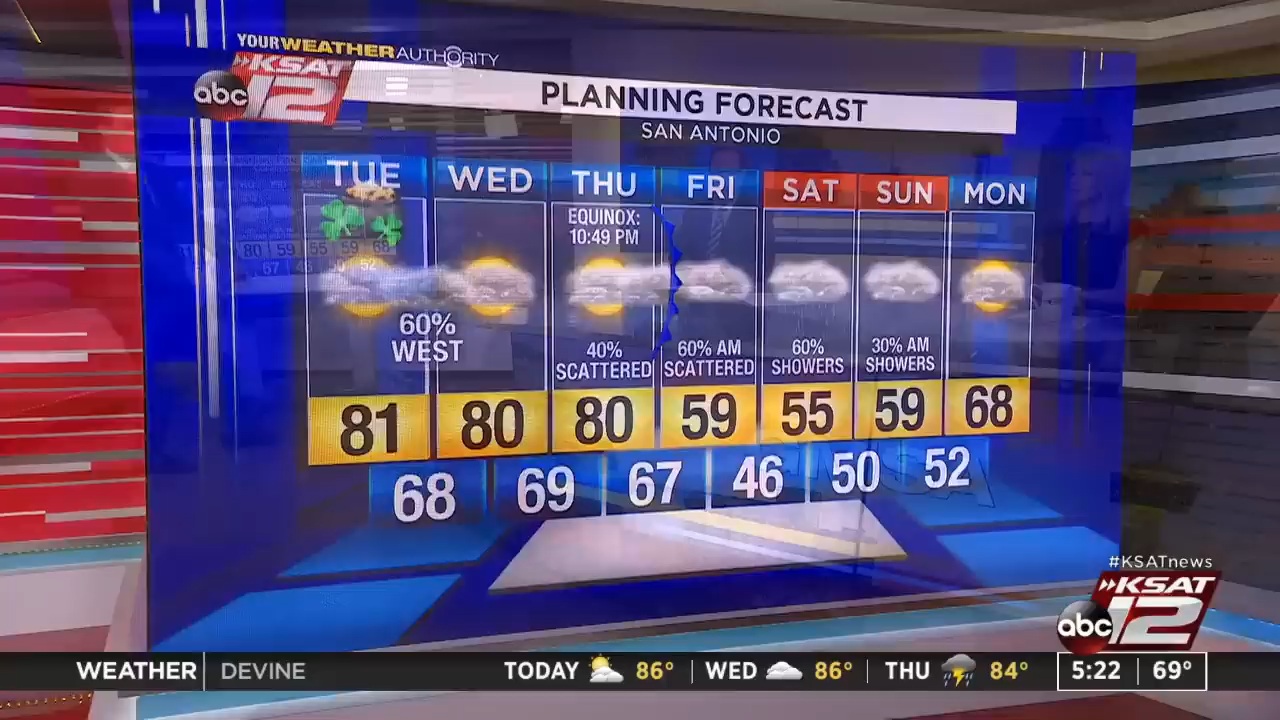 YOURWEATHERAUTHORITY
»KSAT
abc 12
PLANNING FORECAST
SAN ANTONIO
TUE WED THU FRI SAT SUN MON
EQUINOX:
10:49 PM
60%
WEST
40%
SCATTERED
60% AM
SCATTERED
60%
SHOWERS
30% AM
SHOWERS
81 80 80 59 55 59 68
68 69 67 46 50 52
#KSATnews
»KSAT
abc 12
WEATHER DEVINE TODAY 86° WED 86° THU 84° 5:22 69°